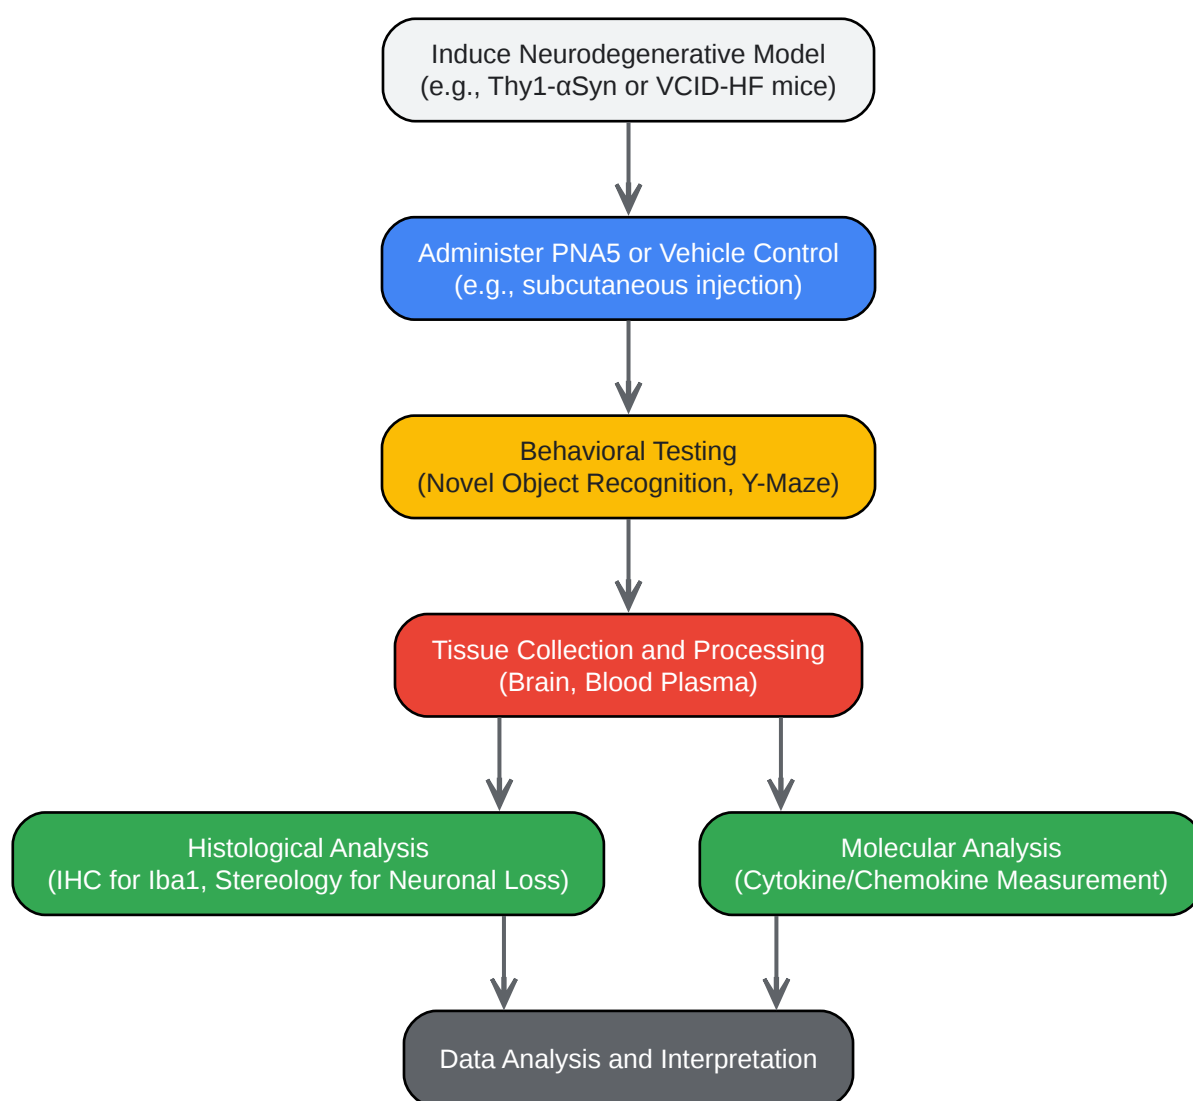 Induce Neurodegenerative Model
(e.g., Thy1-αSyn or VCID-HF mice)
Administer PNA5 or Vehicle Control
(e.g., subcutaneous injection)
Behavioral Testing
(Novel Object Recognition, Y-Maze)
Tissue Collection and Processing
(Brain, Blood Plasma)
Histological Analysis
(IHC for Iba1, Stereology for Neuronal Loss)
Molecular Analysis
(Cytokine/Chemokine Measurement)
Data Analysis and Interpretation